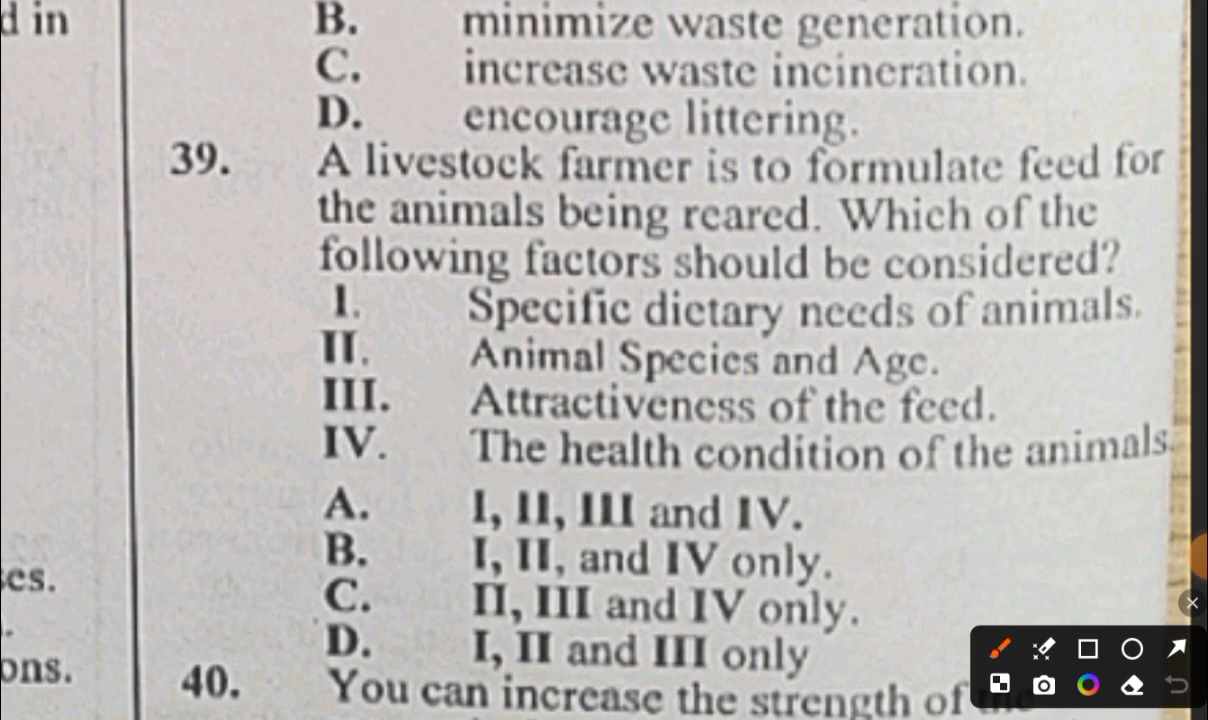 d in
B. minimize waste generation.
C. increase waste incineration.
D. encourage littering.
39. A livestock farmer is to formulate feed for
the animals being reared. Which of the
following factors should be considered?
I. Specific dietary needs of animals.
II. Animal Species and Age.
III. Attractiveness of the feed.
IV. The health condition of the animals.
A. I, II, III and IV.
B. I, II, and IV only.
ces.
C. II, III and IV only.
D. I, II and III only
ons.
40. You can increase the strength of the